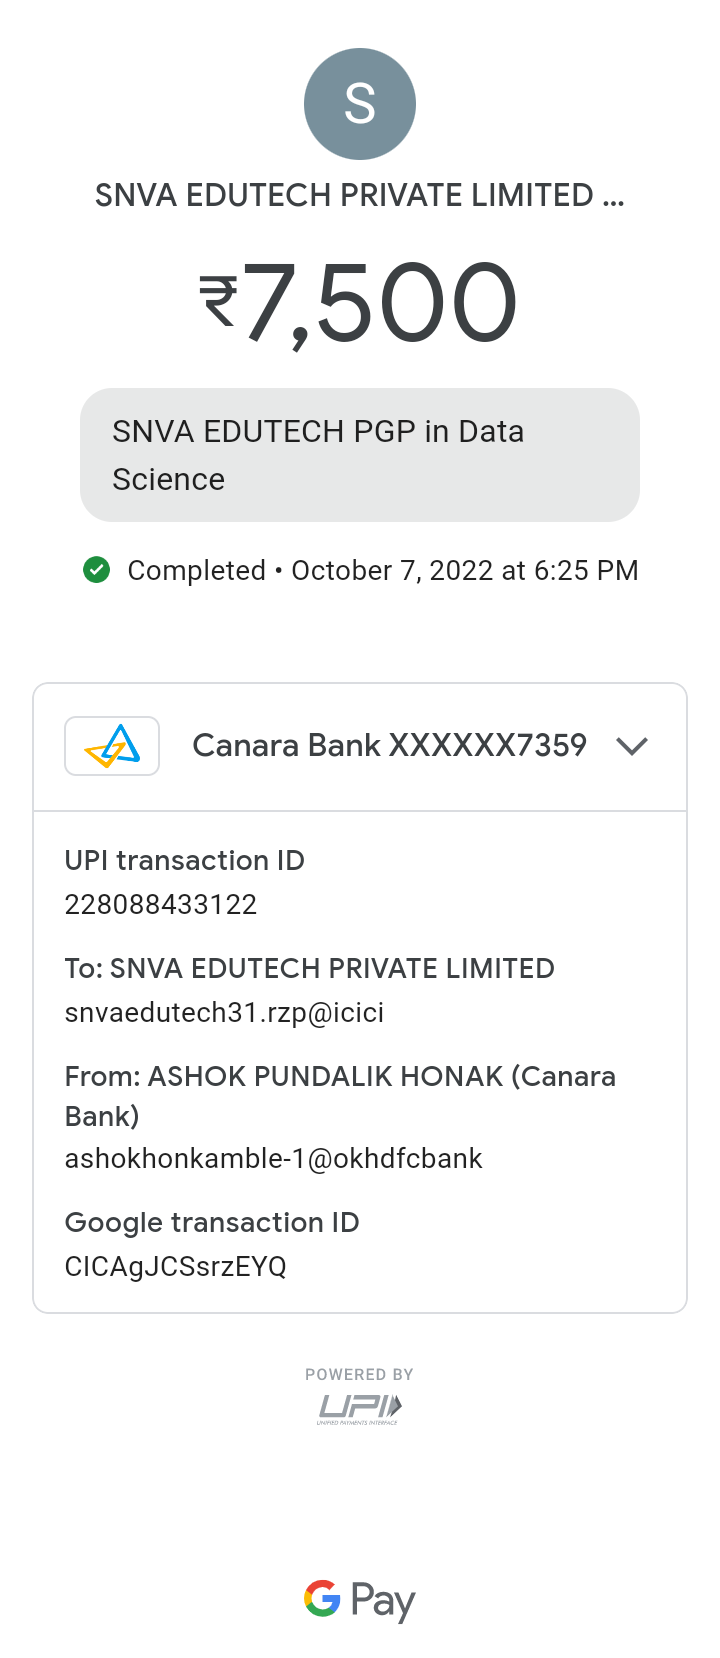 S
SNVA EDUTECH PRIVATE LIMITED ...
₹7,500
SNVA EDUTECH PGP in Data
Science
Completed • October 7, 2022 at 6:25 PM
Canara Bank XXXXXX7359
UPI transaction ID
228088433122
To: SNVA EDUTECH PRIVATE LIMITED
snvaedutech31.rzp@icici
From: ASHOK PUNDALIK HONAK (Canara
Bank)
ashokhonkamble-1@okhdfcbank
Google transaction ID
CICAgJCSsrzEYQ
POWERED BY
UPI
UNIFIED PAYMENTS INTERFACE
G Pay